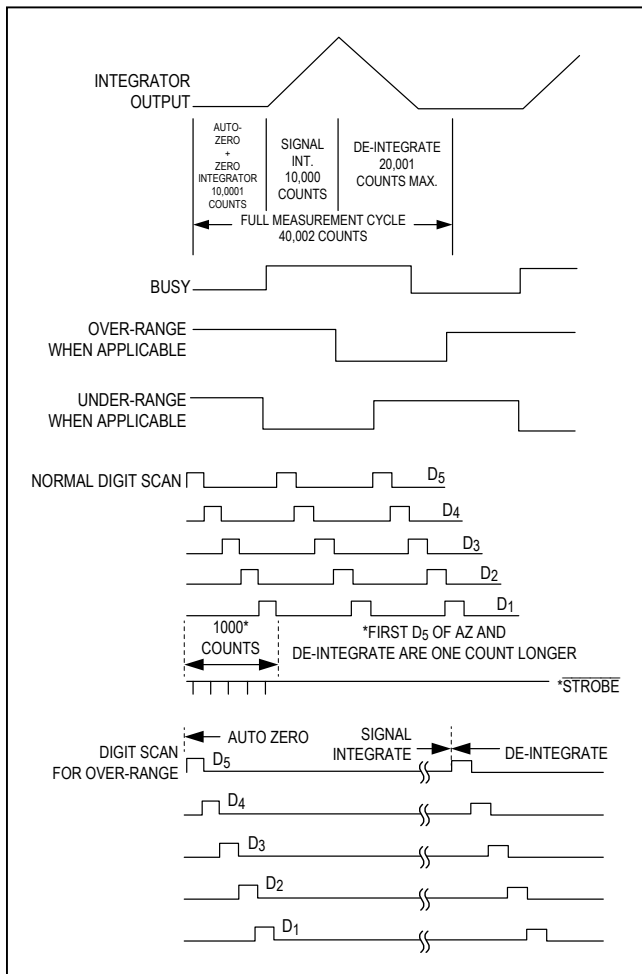 INTEGRATOR
OUTPUT
AUTO-
ZERO
+
ZERO
INTEGRATOR
10,0001
COUNTS
SIGNAL
INT.
10,000
COUNTS
DE-INTEGRATE
20,001
COUNTS MAX.
FULL MEASUREMENT CYCLE
40,002 COUNTS
BUSY
OVER-RANGE
WHEN APPLICABLE
UNDER-RANGE
WHEN APPLICABLE
NORMAL DIGIT SCAN
D5
D4
D3
D2
D1
1000*
COUNTS
*FIRST D5 OF AZ AND
DE-INTEGRATE ARE ONE COUNT LONGER
*STROBE
DIGIT SCAN
FOR OVER-RANGE
AUTO ZERO
SIGNAL
INTEGRATE
DE-INTEGRATE
D5
D4
D3
D2
D1